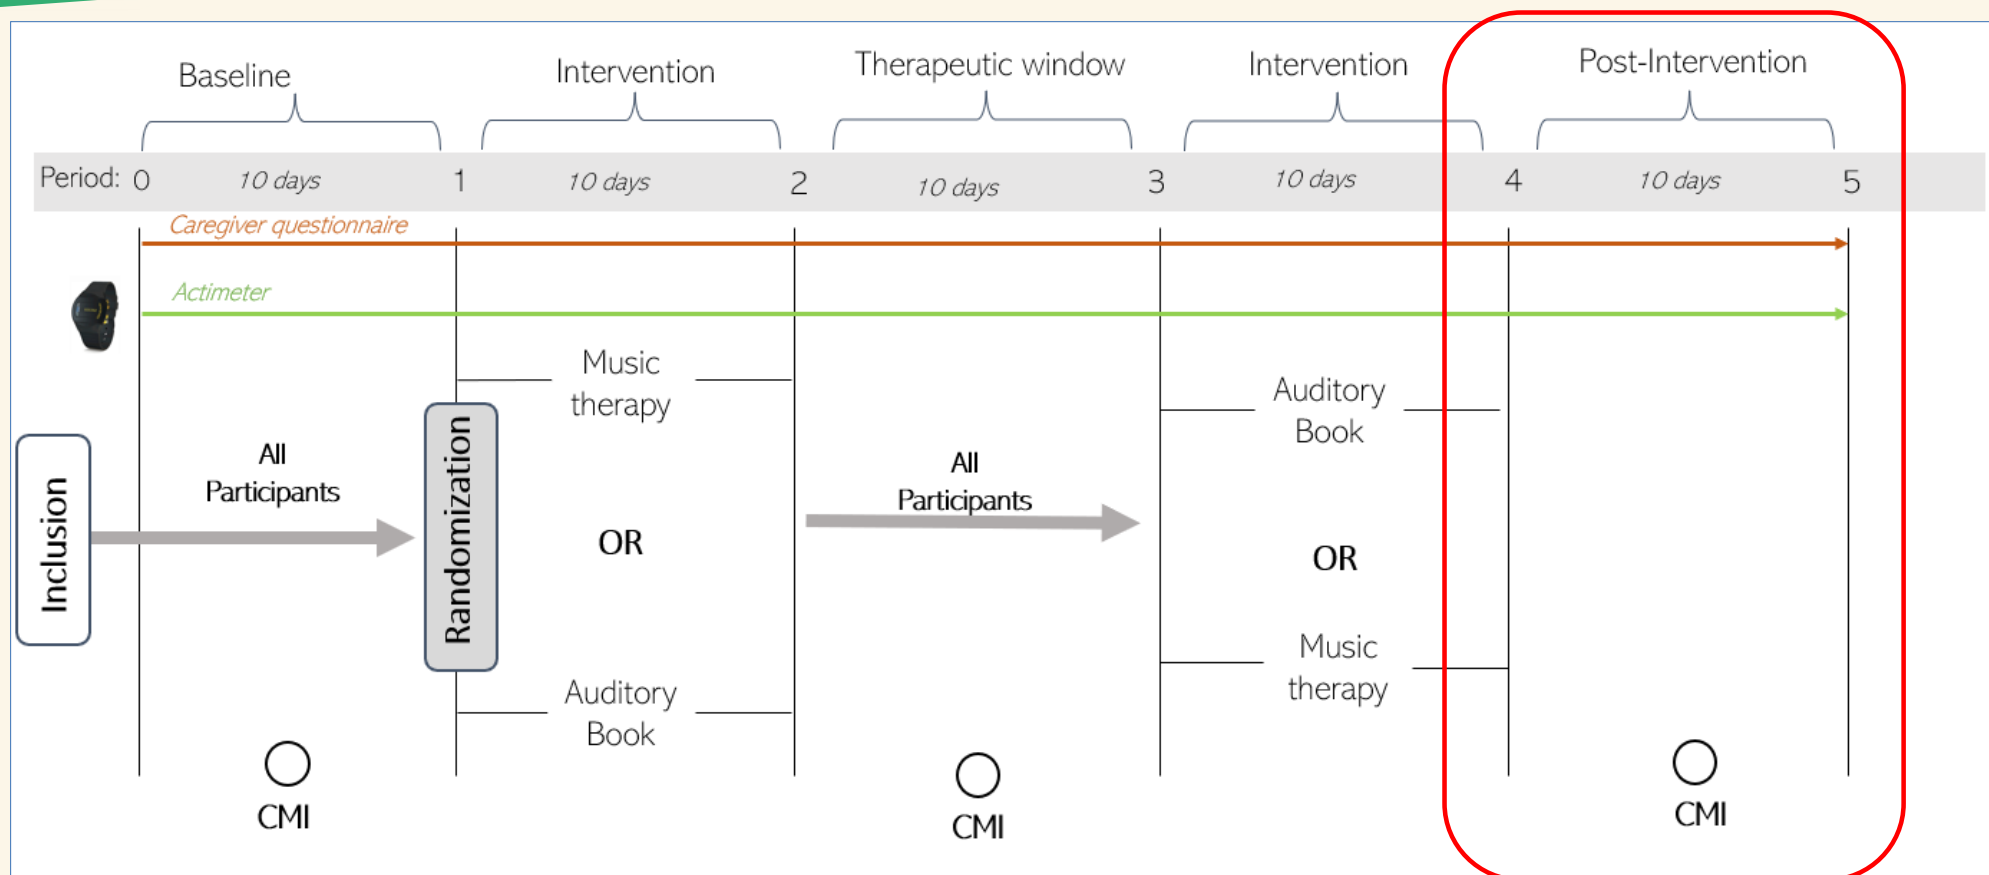 Baseline
Intervention
Therapeutic window
Intervention
Post-Intervention
Period: 0 10 days 1 10 days 2 10 days 3 10 days 4 10 days 5
Caregiver questionnaire
Actimeter
Inclusion
All
Participants
Randomization
Music
therapy
OR
Auditory
Book
All
Participants
Auditory
Book
OR
Music
therapy
CMI
CMI
CMI